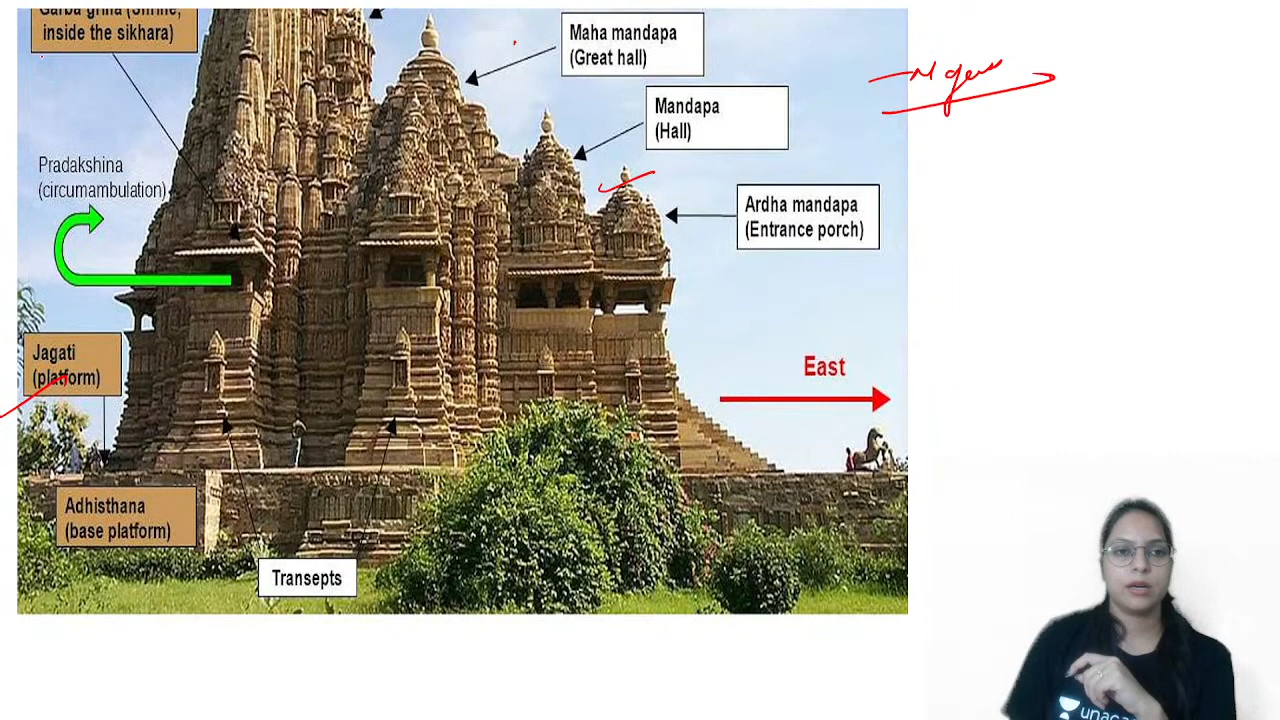 Garba griha (Shrine,
inside the sikhara)
Maha mandapa
(Great hall)
Mandapa
(Hall)
Pradakshina
(circumambulation)
Ardha mandapa
(Entrance porch)
Jagati
(platform)
East
Adhisthana
(base platform)
Transepts